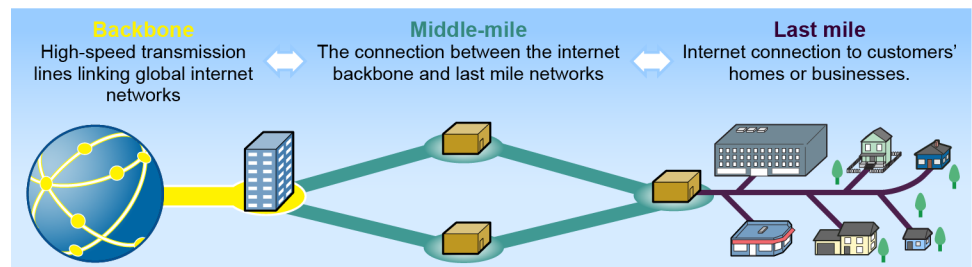 Backbone
High-speed transmission
lines linking global internet
networks
Middle-mile
The connection between the internet
backbone and last mile networks
Last mile
Internet connection to customers'
homes or businesses.